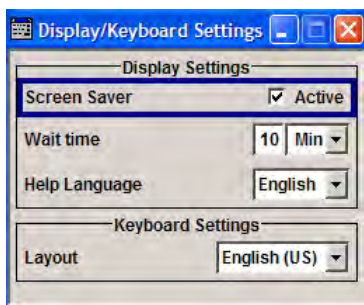 Display/Keyboard Settings
Display Settings
Screen Saver Active
Wait time 10 Min
Help Language English
Keyboard Settings
Layout English (US)